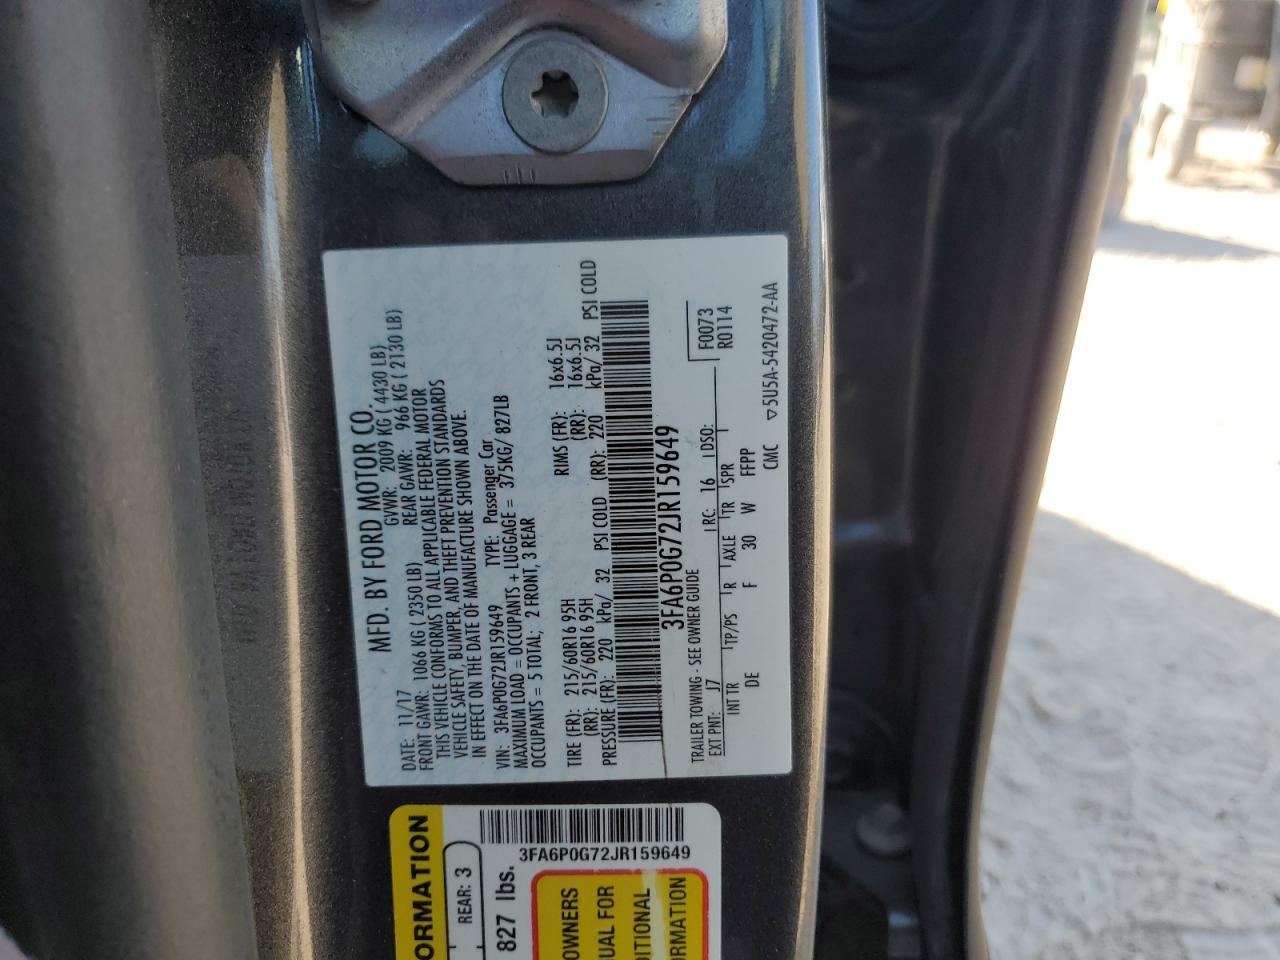 MFD. BY FORD MOTOR CO.
DATE: 11/17 GVWR: 2009 KG ( 4430 LB)
FRONT GAWR: 1066 KG ( 2350 LB) REAR GAWR: 966 KG ( 2130 LB)
THIS VEHICLE CONFORMS TO ALL APPLICABLE FEDERAL MOTOR
VEHICLE SAFETY, BUMPER, AND THEFT PREVENTION STANDARDS
IN EFFECT ON THE DATE OF MANUFACTURE SHOWN ABOVE.
VIN: 3FA6P0G72JR159649 TYPE: Passenger Car
MAXIMUM LOAD = OCCUPANTS + LUGGAGE = 375KG/ 827LB
OCCUPANTS = 5 TOTAL; 2 FRONT, 3 REAR
TIRE (FR): 215/60R16 95H RIMS (FR): 16x6.5J
(RR): 215/60R16 95H (RR): 16x6.5J
PRESSURE (FR): 220 kPa/ 32 PSI COLD (RR): 220 kPa/ 32 PSI COLD
3FA6P0G72JR159649
TRAILER TOWING - SEE OWNER GUIDE F0073
EXT PNT: J7 RC: 16 DSO: R0114
INT TR TP/PS R AXLE TR SPR
DE F 30 W FFPP
CMC ▽5U5A-5420472-AA
ORMATION
REAR: 3
827 lbs.
3FA6P0G72JR159649
OWNERS
UAL FOR
DITIONAL
ORMATION